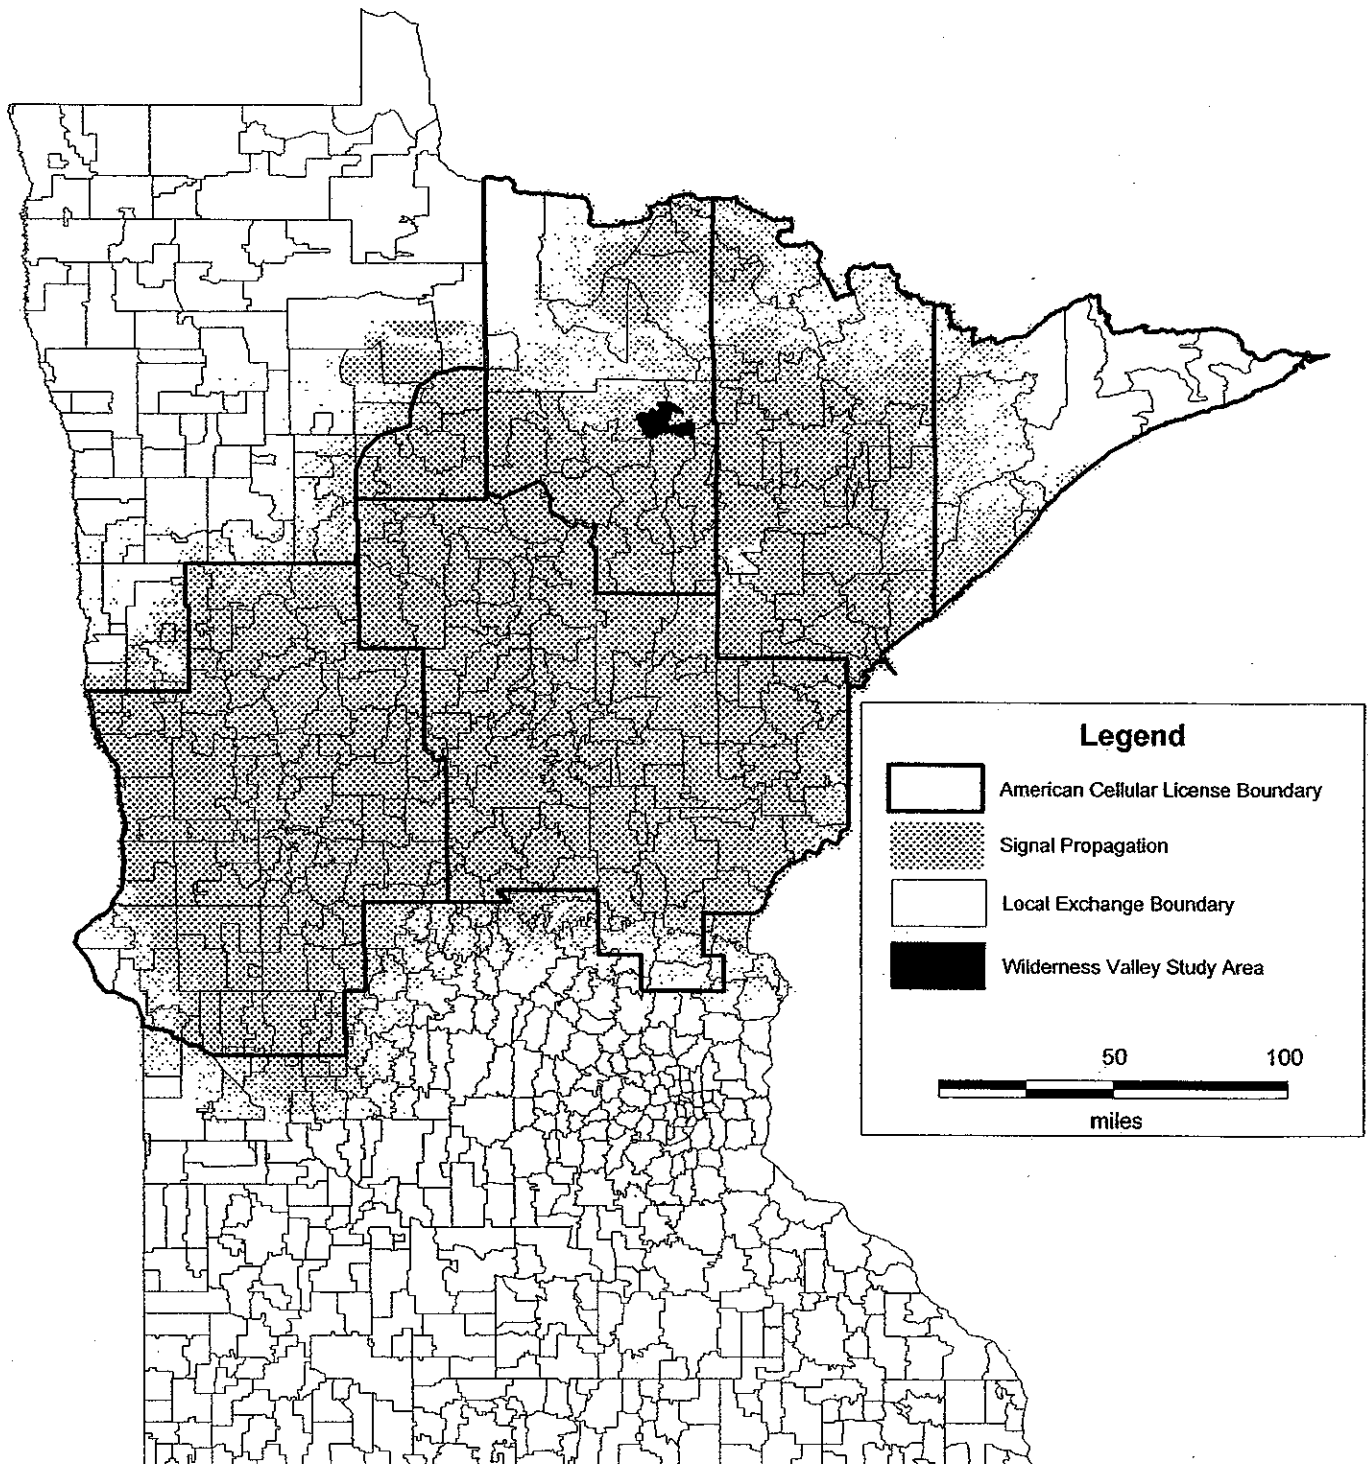 Legend
American Cellular License Boundary
Signal Propagation
Local Exchange Boundary
Wilderness Valley Study Area
50 100
miles